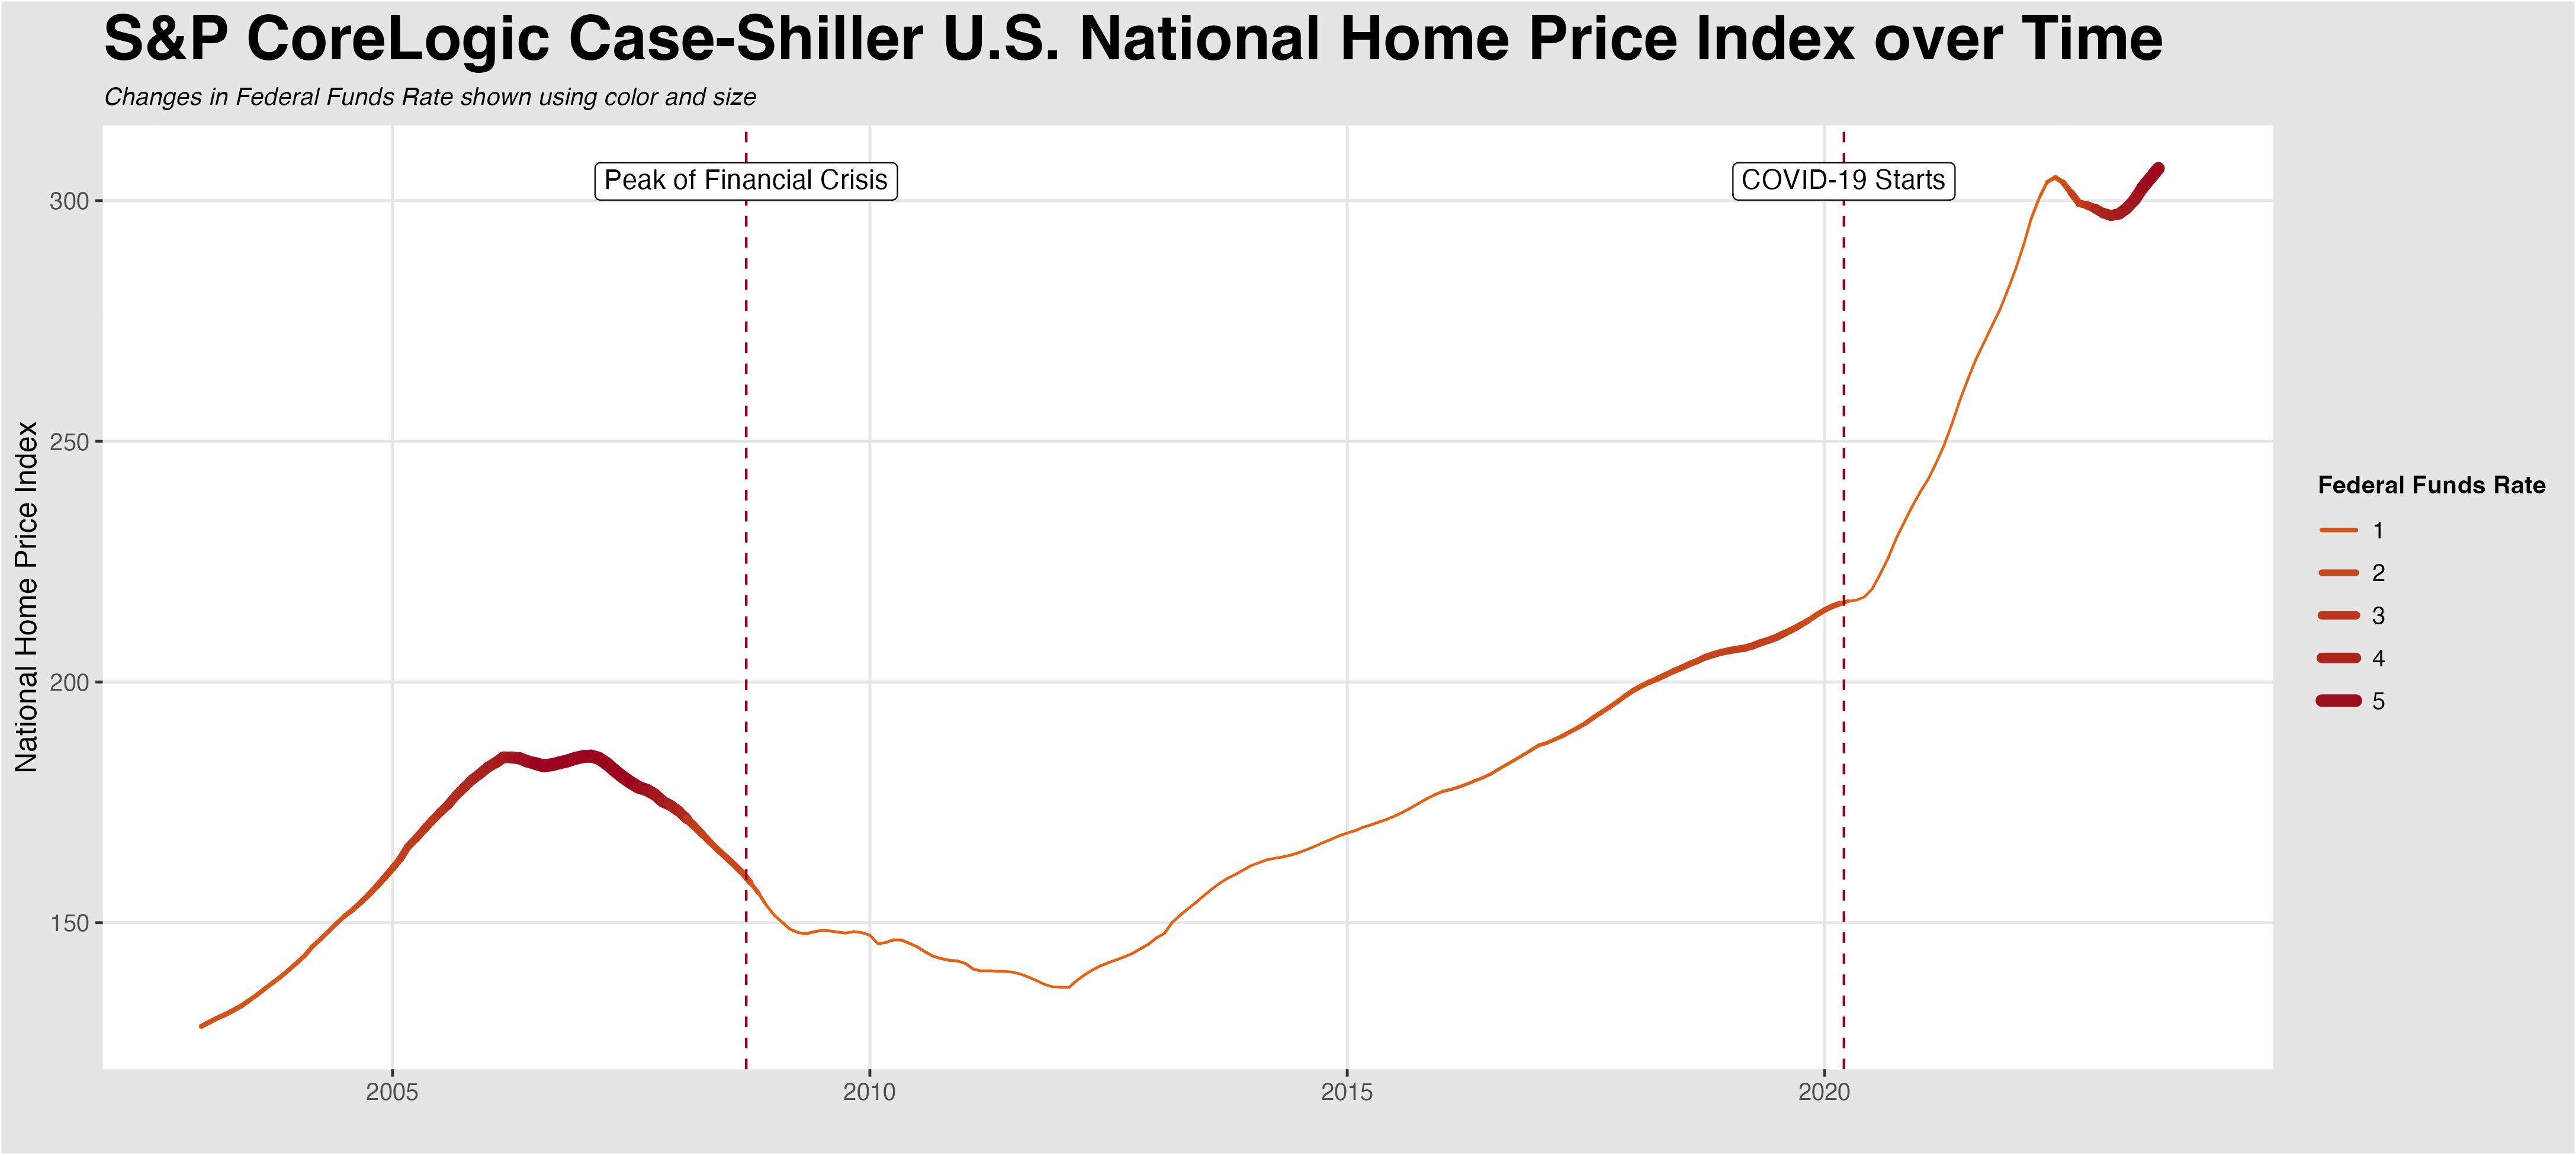 S&P CoreLogic Case-Shiller U.S. National Home Price Index over Time
Changes in Federal Funds Rate shown using color and size
Peak of Financial Crisis
COVID-19 Starts
National Home Price Index
300
250
200
150
2005
2010
2015
2020
Federal Funds Rate
1
2
3
4
5